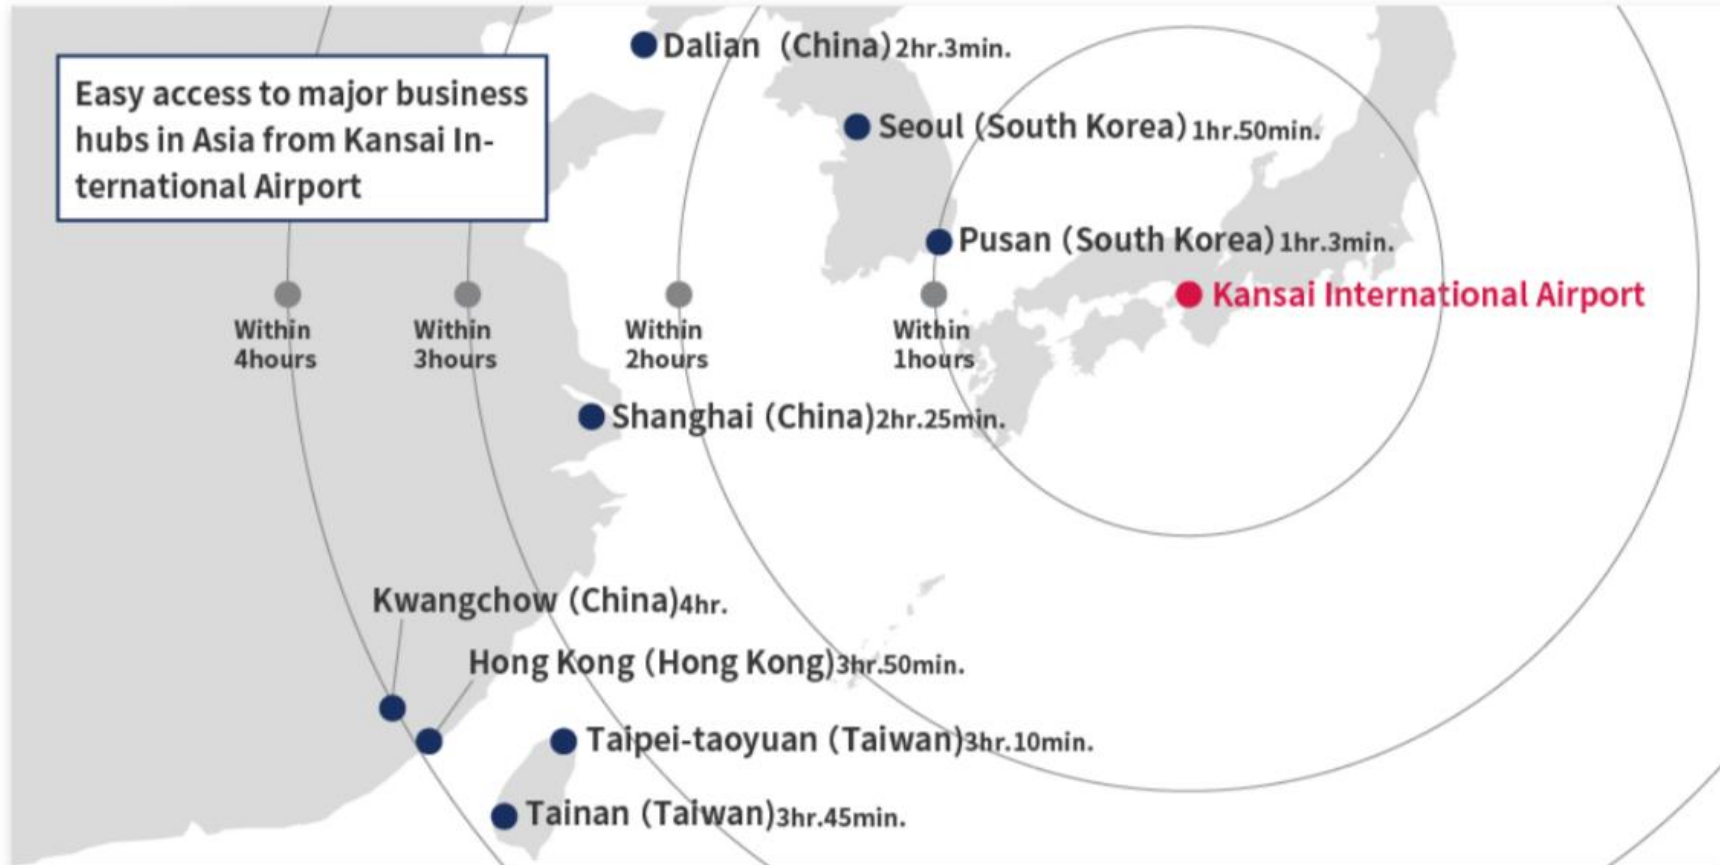 Easy access to major business
hubs in Asia from Kansai In-
ternational Airport
Dalian (China) 2hr.3min.
Seoul (South Korea) 1hr.50min.
Pusan (South Korea) 1hr.3min.
Kansai International Airport
Within
4hours
Within
3hours
Within
2hours
Within
1hours
Shanghai (China)2hr.25min.
Kwangchow (China)4hr.
Hong Kong (Hong Kong)3hr.50min.
Taipei-taoyuan (Taiwan)3hr.10min.
Tainan (Taiwan)3hr.45min.